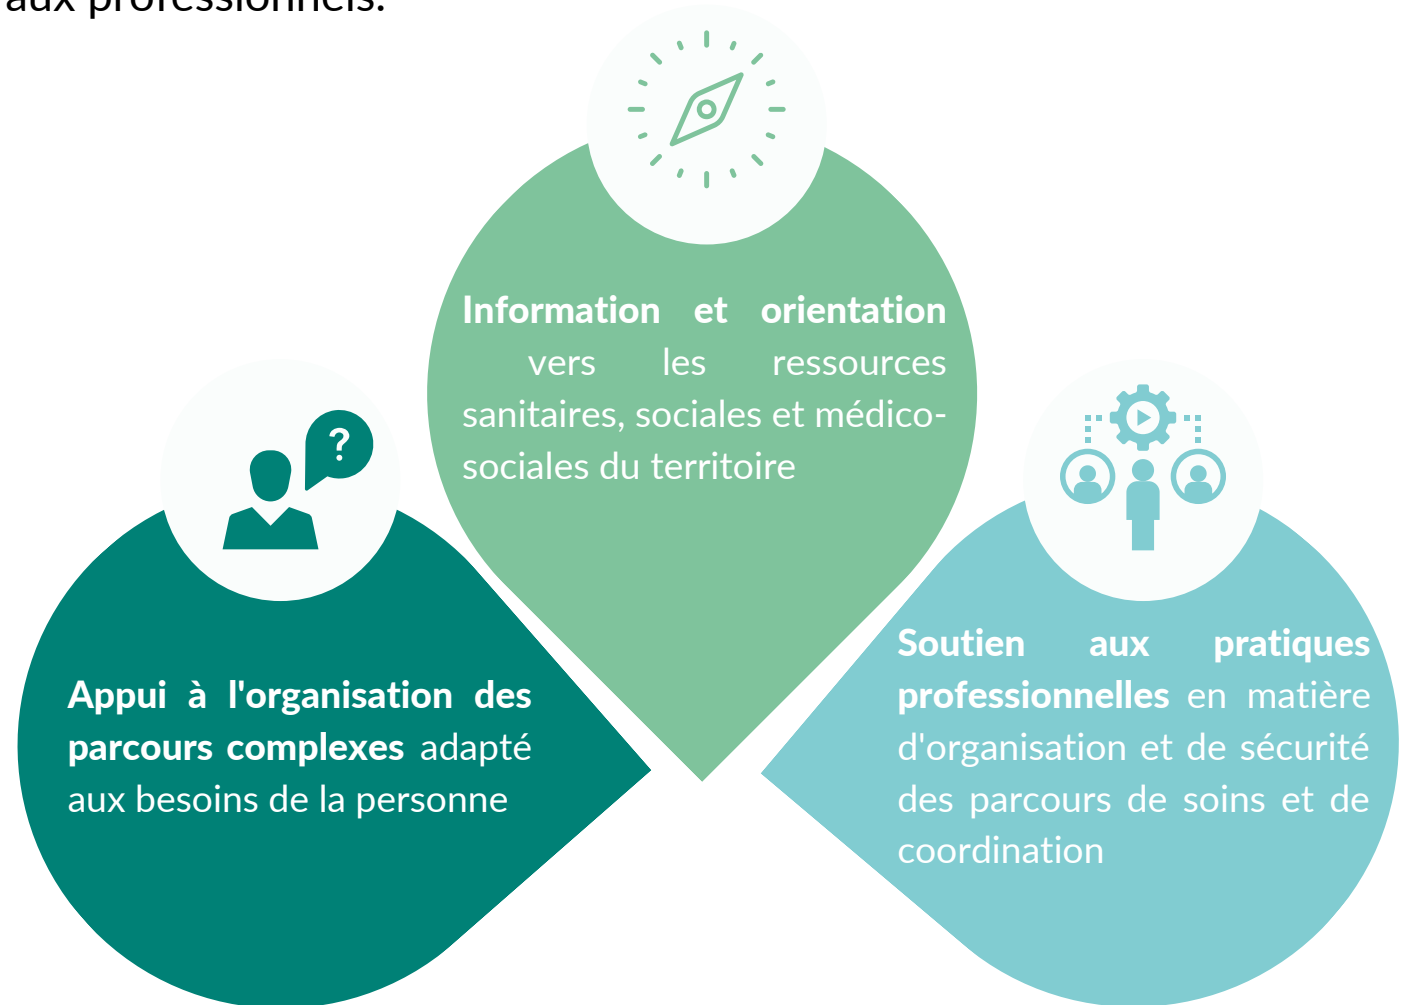 aux professionnels.
Information et orientation
vers les ressources
sanitaires, sociales et médico-
sociales du territoire
?
Appui à l'organisation des
parcours complexes adapté
aux besoins de la personne
Soutien aux pratiques
professionnelles en matière
d'organisation et de sécurité
des parcours de soins et de
coordination